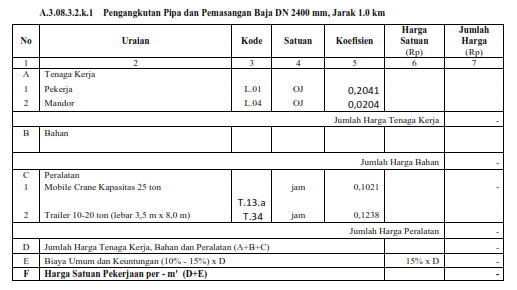 A.3.08.3.2.k.1 Pengangkutan Pipa dan Pemasangan Baja DN 2400 mm, Jarak 1.0 km
No Uraian Kode Satuan Koefisien Harga Satuan (Rp) Jumlah Harga (Rp)
1 2 3 4 5 6 7
A Tenaga Kerja
1 Pekerja L.01 OJ 0,2041
2 Mandor L.04 OJ 0,0204
Jumlah Harga Tenaga Kerja -
B Bahan
Jumlah Harga Bahan -
C Peralatan
1 Mobile Crane Kapasitas 25 ton jam 0,1021 -
T.13.a
2 Trailer 10-20 ton (lebar 3,5 m x 8,0 m) T.34 jam 0,1238
Jumlah Harga Peralatan -
D Jumlah Harga Tenaga Kerja, Bahan dan Peralatan (A+B+C) -
E Biaya Umum dan Keuntungan (10% - 15%) x D 15% x D -
F Harga Satuan Pekerjaan per - m' (D+E) -